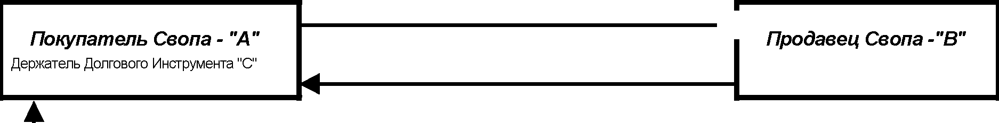 Покупатель Свопа - "А"
Держатель Долгового Инструмента "С"
Продавец Свопа -"В"